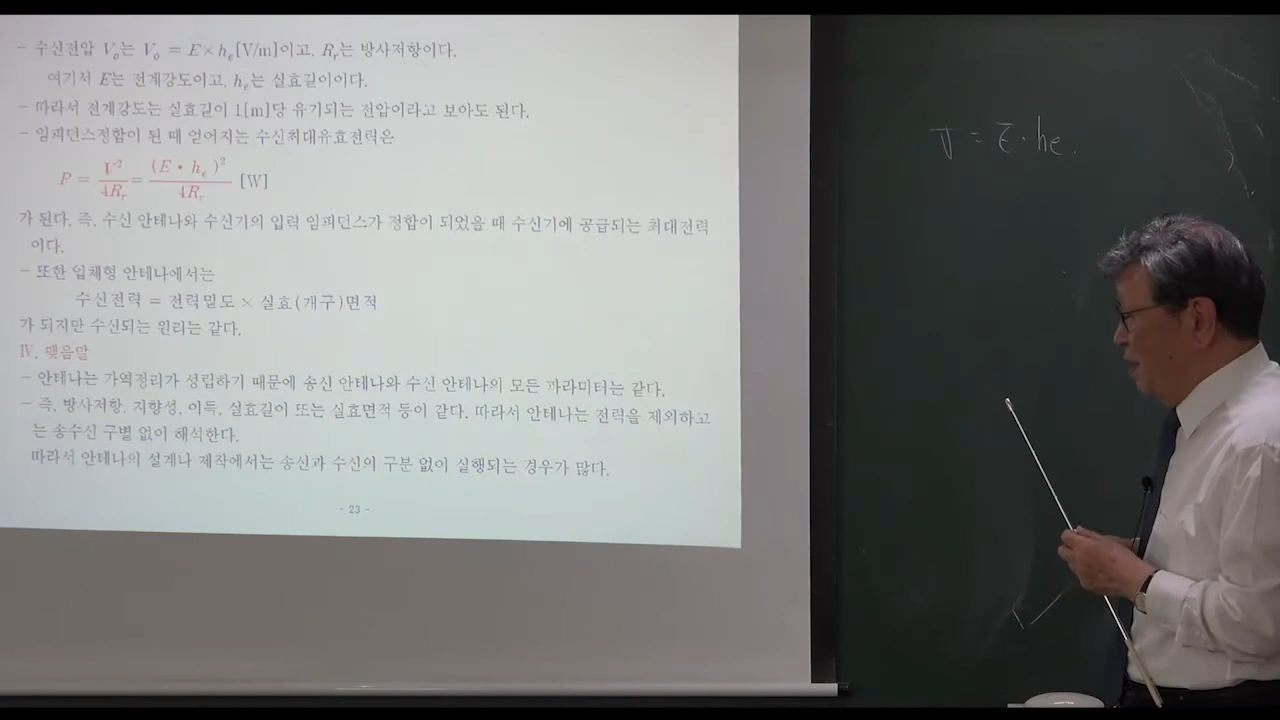 - 수신전압 Vo는 Vo = E×he[V/m]이고, Rr는 방사저항이다.
여기서 E는 전계강도이고, he는 실효길이이다.
- 따라서 전계강도는 실효길이 1[m]당 유기되는 전압이라고 보아도 된다.
- 임피던스정합이 된 때 얻어지는 수신최대유효전력은
P = V²/4Rr = (E • he)²/4Rr [W]
가 된다. 즉, 수신 안테나와 수신기의 입력 임피던스가 정합이 되었을 때 수신기에 공급되는 최대전력
이다.
- 또한 입체형 안테나에서는
수신전력 = 전력밀도 × 실효(개구)면적
가 되지만 수신되는 원리는 같다.
Ⅳ. 맺음말
- 안테나는 가역정리가 성립하기 때문에 송신 안테나와 수신 안테나의 모든 파라미터는 같다.
- 즉, 방사저항, 지향성, 이득, 실효길이 또는 실효면적 등이 같다. 따라서 안테나는 전력을 제외하고
는 송수신 구별 없이 해석한다.
따라서 안테나의 설계나 제작에서는 송신과 수신의 구분 없이 실행되는 경우가 많다.
- 23 -
V = E · he.